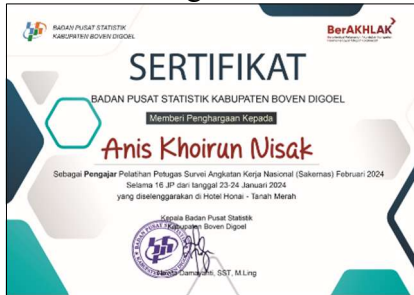 BADAN PUSAT STATISTIK
KABUPATEN BOVEN DIGOEL
BerAKHLAK
SERTIFIKAT
BADAN PUSAT STATISTIK KABUPATEN BOVEN DIGOEL
Memberi Penghargaan Kepada
Anis Khoirun Nisak
Sebagai Pengajar Pelatihan Petugas Survei Angkatan Kerja Nasional (Sakernas) Februari 2024
Selama 16 JP dari tanggal 23-24 Januari 2024
yang diselenggarakan di Hotel Honai - Tanah Merah
Kepala Badan Pusat Statistik
Kabupaten Boven Digoel
Damayanti, SST, M.Ling